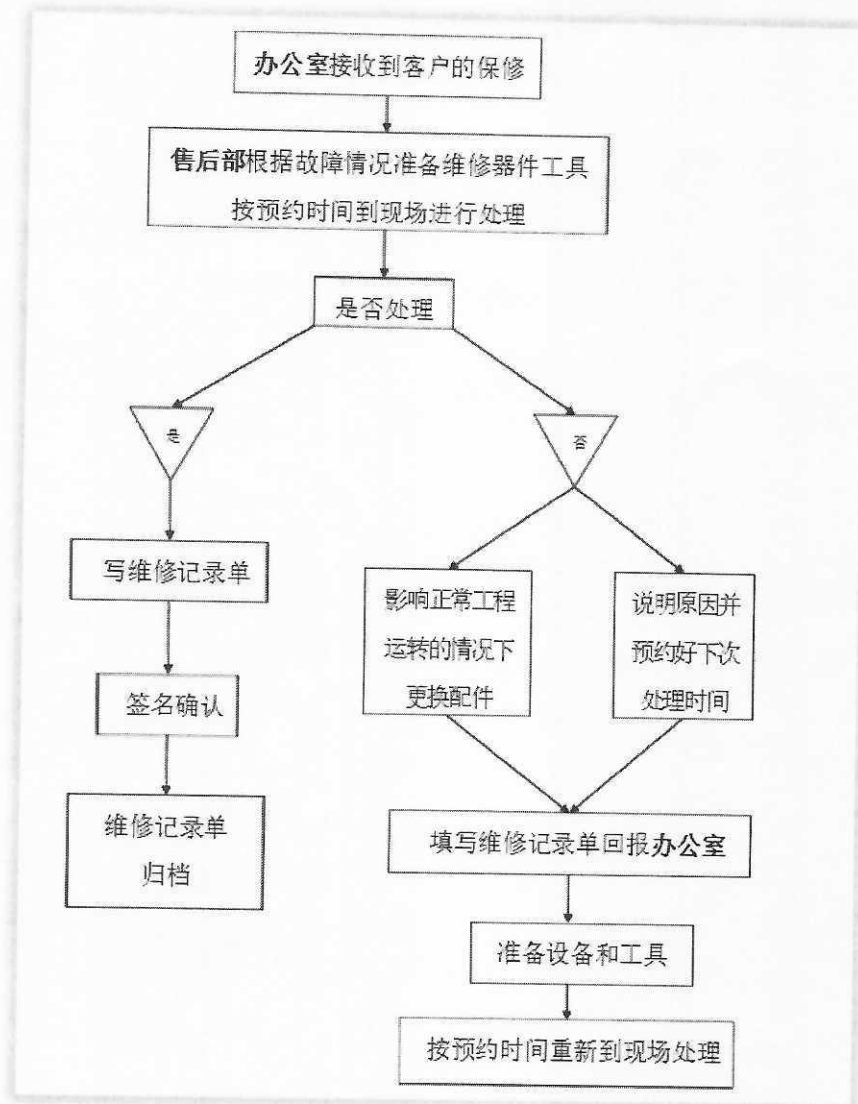 办公室接收到客户的保修
售后部根据故障情况准备维修器件工具
按预约时间到现场进行处理
是否处理
是
否
写维修记录单
影响正常工程
运转的情况下
更换配件
说明原因并
预约好下次
处理时间
签名确认
维修记录单
归档
填写维修记录单回报办公室
准备设备和工具
按预约时间重新到现场处理